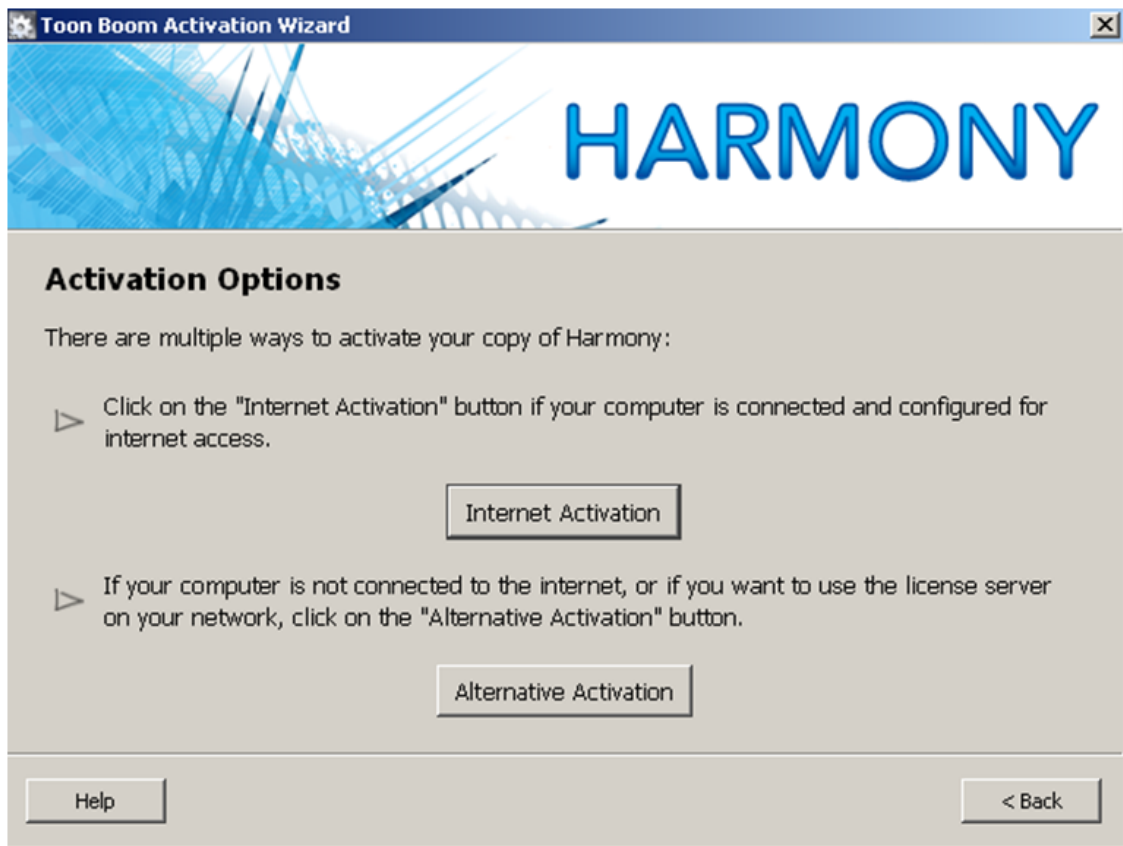 Toon Boom Activation Wizard
HARMONY
Activation Options
There are multiple ways to activate your copy of Harmony:
Click on the "Internet Activation" button if your computer is connected and configured for
internet access.
Internet Activation
If your computer is not connected to the internet, or if you want to use the license server
on your network, click on the "Alternative Activation" button.
Alternative Activation
Help
< Back